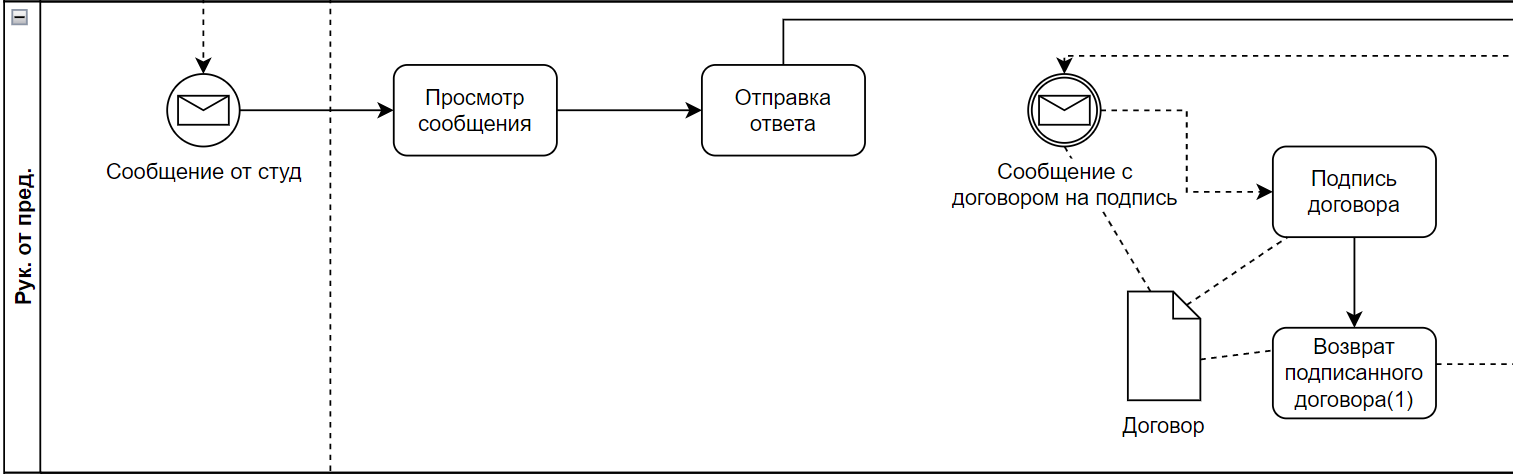 Рук. от пред.
Сообщение от студ
Просмотр
сообщения
Отправка
ответа
Сообщение с
договором на подпись
Подпись
договора
Договор
Возврат
подписанного
договора(1)